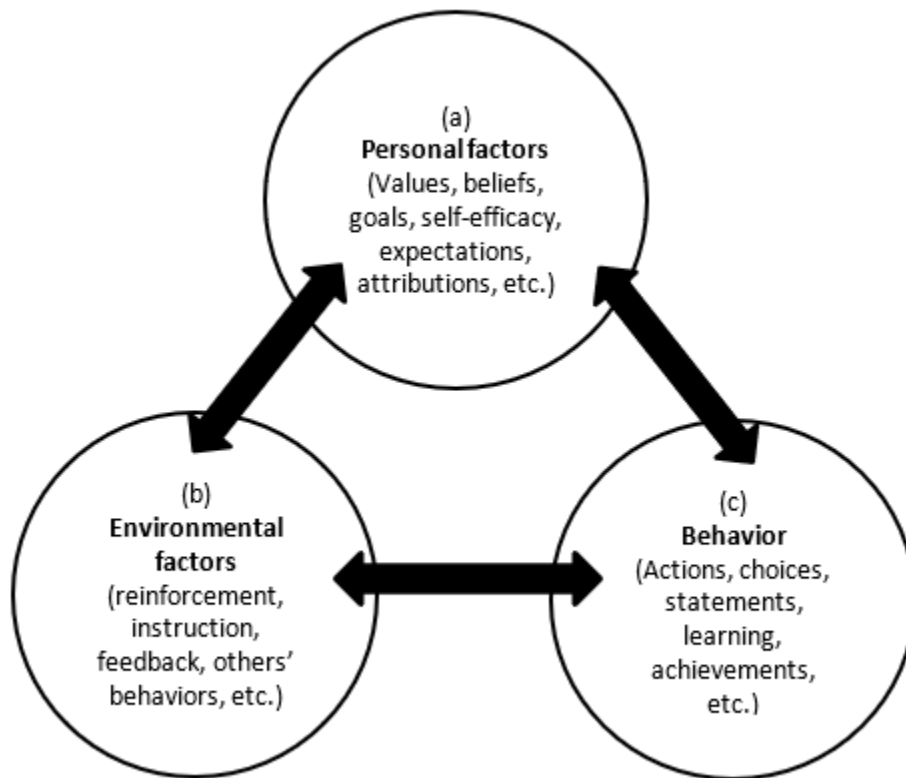 (a)
Personal factors
(Values, beliefs,
goals, self-efficacy,
expectations,
attributions, etc.)
(b)
Environmental
factors
(reinforcement,
instruction,
feedback, others’
behaviors, etc.)
(c)
Behavior
(Actions, choices,
statements,
learning,
achievements,
etc.)